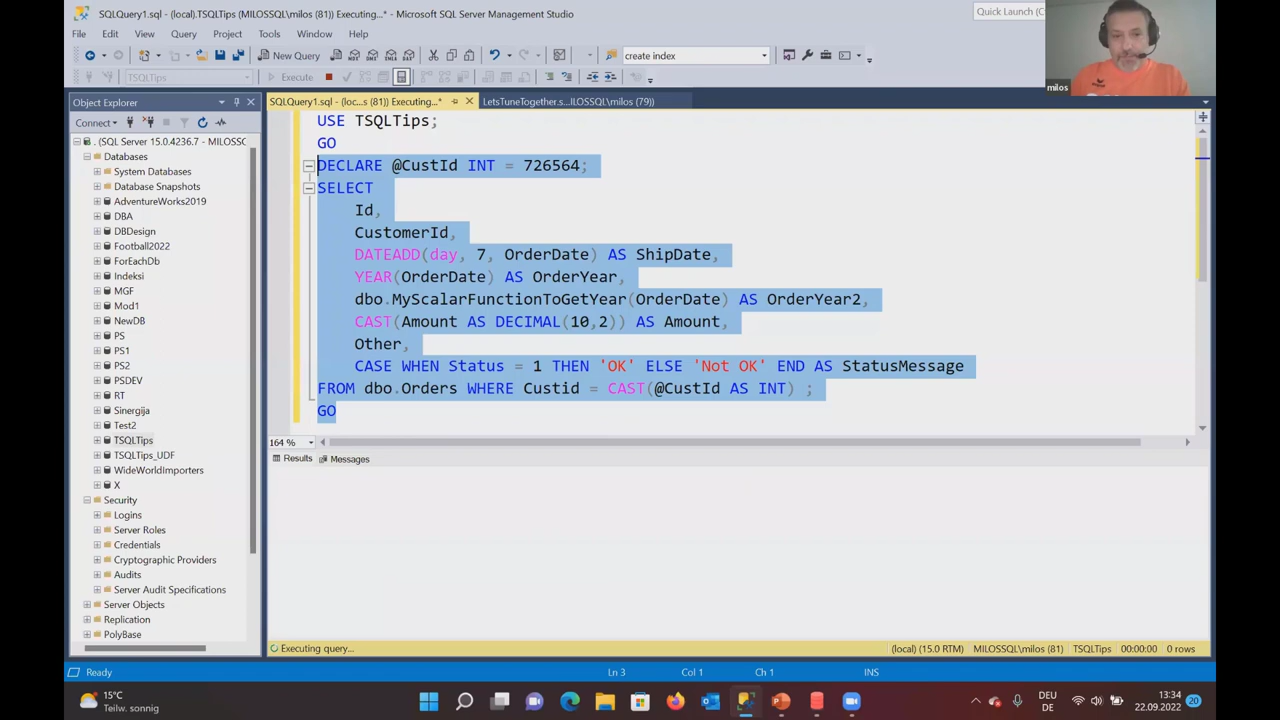 SQLQuery1.sql - (local).TSQLTips (MILOSSQL\milos (81)) Executing...* - Microsoft SQL Server Management Studio
Quick Launch (C
File Edit View Query Project Tools Window Help
New Query
create index
TSQLTips
Execute
milos
Object Explorer
SQLQuery1.sql - (loc...s (81)) Executing...*
LetsTuneTogether.s...ILOSSQL\milos (79))
Connect
. (SQL Server 15.0.4236.7 - MILOSSC
Databases
System Databases
Database Snapshots
AdventureWorks2019
DBA
DBDesign
Football2022
ForEachDb
Indeksi
MGF
Mod1
NewDB
PS
PS1
PS2
PSDEV
RT
Sinergija
Test2
TSQLTips
TSQLTips_UDF
WideWorldImporters
X
Security
Logins
Server Roles
Credentials
Cryptographic Providers
Audits
Server Audit Specifications
Server Objects
Replication
PolyBase
USE TSQLTips;
GO
DECLARE @CustId INT = 726564;
SELECT
Id,
CustomerId,
DATEADD(day, 7, OrderDate) AS ShipDate,
YEAR(OrderDate) AS OrderYear,
dbo.MyScalarFunctionToGetYear(OrderDate) AS OrderYear2,
CAST(Amount AS DECIMAL(10,2)) AS Amount,
Other,
CASE WHEN Status = 1 THEN 'OK' ELSE 'Not OK' END AS StatusMessage
FROM dbo.Orders WHERE Custid = CAST(@CustId AS INT) ;
GO
164 %
Results Messages
Executing query...
(local) (15.0 RTM) MILOSSQL\milos (81) TSQLTips 00:00:00 0 rows
Ready
Ln 3 Col 1 Ch 1 INS
15°C
Teilw. sonnig
DEU
DE
13:34
22.09.2022
20